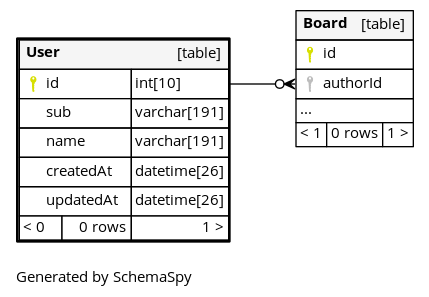 User [table]
id int[10]
sub varchar[191]
name varchar[191]
createdAt datetime[26]
updatedAt datetime[26]
< 0 0 rows 1 >
Board [table]
id
authorId
...
< 1 0 rows 1 >
Generated by SchemaSpy